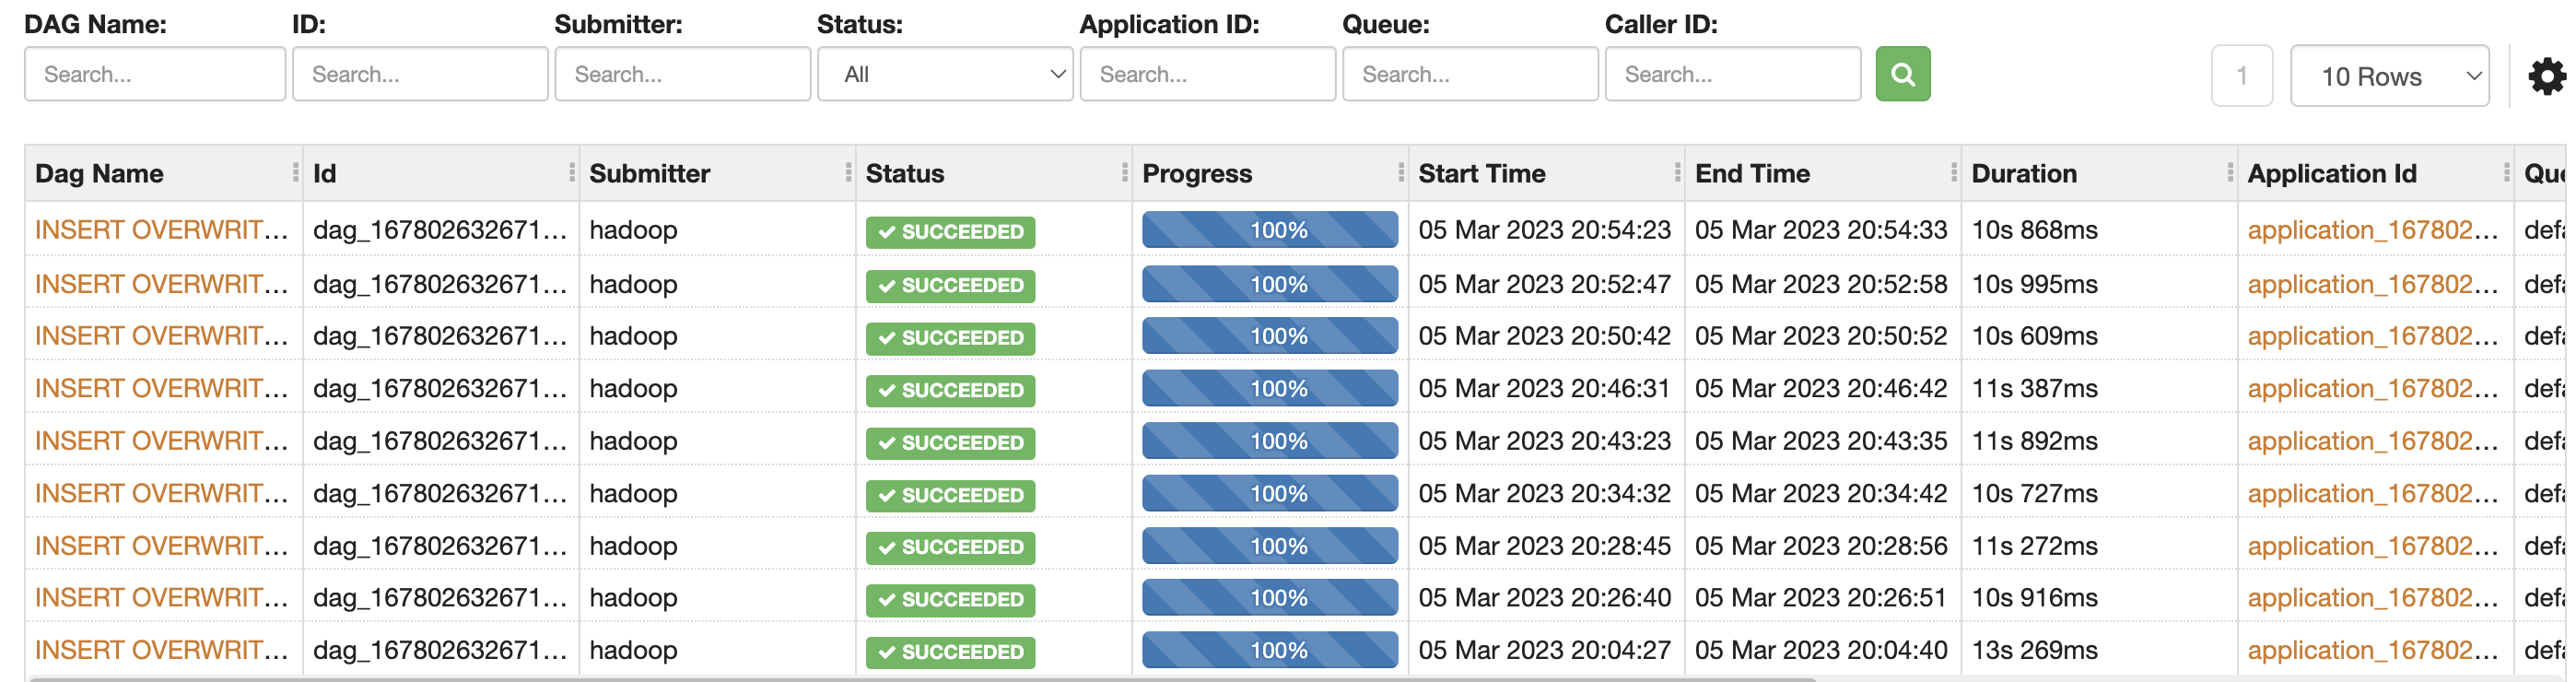 DAG Name: ID: Submitter: Status: Application ID: Queue: Caller ID:
Search... Search... Search... All Search... Search... Search... 1 10 Rows
Dag Name Id Submitter Status Progress Start Time End Time Duration Application Id Que
INSERT OVERWRIT... dag_167802632671... hadoop SUCCEEDED 100% 05 Mar 2023 20:54:23 05 Mar 2023 20:54:33 10s 868ms application_167802... defa
INSERT OVERWRIT... dag_167802632671... hadoop SUCCEEDED 100% 05 Mar 2023 20:52:47 05 Mar 2023 20:52:58 10s 995ms application_167802... defa
INSERT OVERWRIT... dag_167802632671... hadoop SUCCEEDED 100% 05 Mar 2023 20:50:42 05 Mar 2023 20:50:52 10s 609ms application_167802... defa
INSERT OVERWRIT... dag_167802632671... hadoop SUCCEEDED 100% 05 Mar 2023 20:46:31 05 Mar 2023 20:46:42 11s 387ms application_167802... defa
INSERT OVERWRIT... dag_167802632671... hadoop SUCCEEDED 100% 05 Mar 2023 20:43:23 05 Mar 2023 20:43:35 11s 892ms application_167802... defa
INSERT OVERWRIT... dag_167802632671... hadoop SUCCEEDED 100% 05 Mar 2023 20:34:32 05 Mar 2023 20:34:42 10s 727ms application_167802... defa
INSERT OVERWRIT... dag_167802632671... hadoop SUCCEEDED 100% 05 Mar 2023 20:28:45 05 Mar 2023 20:28:56 11s 272ms application_167802... defa
INSERT OVERWRIT... dag_167802632671... hadoop SUCCEEDED 100% 05 Mar 2023 20:26:40 05 Mar 2023 20:26:51 10s 916ms application_167802... defa
INSERT OVERWRIT... dag_167802632671... hadoop SUCCEEDED 100% 05 Mar 2023 20:04:27 05 Mar 2023 20:04:40 13s 269ms application_167802... defa